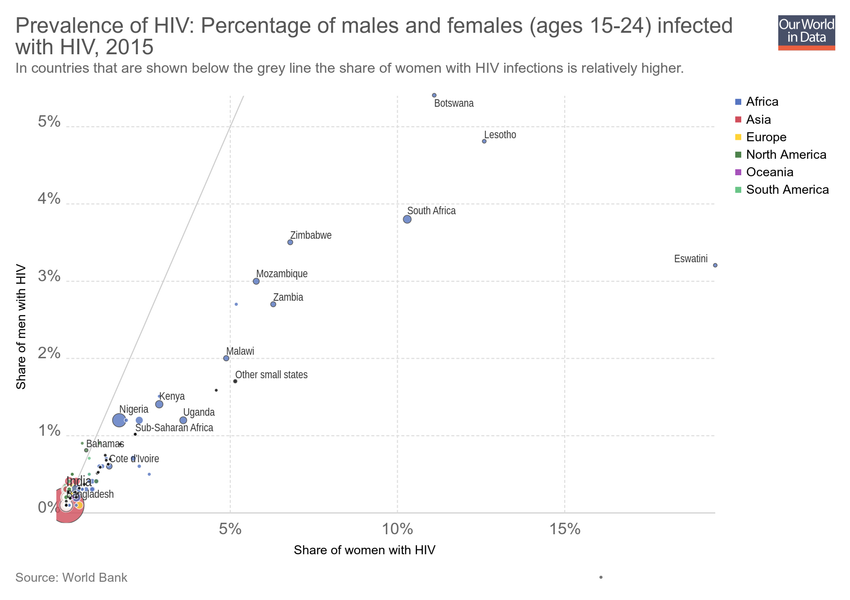 Prevalence of HIV: Percentage of males and females (ages 15-24) infected
with HIV, 2015
Our World
in Data
In countries that are shown below the grey line the share of women with HIV infections is relatively higher.
Africa
Asia
Europe
North America
Oceania
South America
Share of men with HIV
5%
4%
3%
2%
1%
0%
Botswana
Lesotho
South Africa
Zimbabwe
Eswatini
Mozambique
Zambia
Malawi
Other small states
Kenya
Nigeria
Uganda
Sub-Saharan Africa
Bahamas
Cote d'Ivoire
India
Bangladesh
5%
10%
15%
Share of women with HIV
Source: World Bank